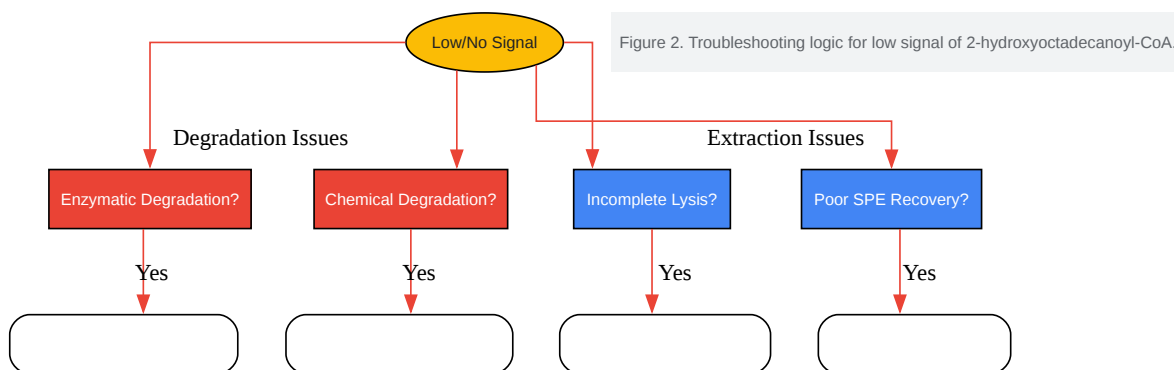 Low/No Signal
Figure 2. Troubleshooting logic for low signal of 2-hydroxyoctadecanoyl-CoA.
Degradation Issues
Extraction Issues
Enzymatic Degradation?
Chemical Degradation?
Incomplete Lysis?
Poor SPE Recovery?
Yes
Yes
Yes
Yes